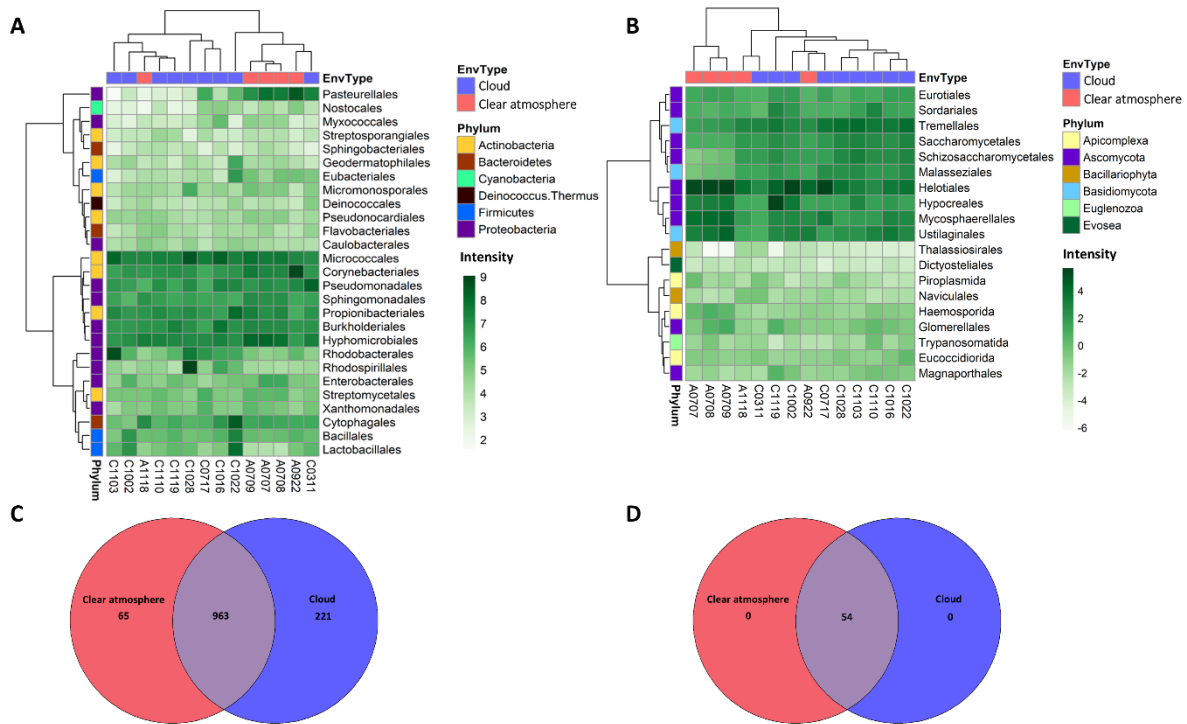 A
EnvType
Pasteurellales
Nostocales
Myxococcales
Streptosporangiales
Sphingobacteriales
Geodermatophilales
Eubacteriales
Micromonosporales
Deinococcales
Pseudonocardiales
Flavobacteriales
Caulobacterales
Micrococcales
Corynebacteriales
Pseudomonadales
Sphingomonadales
Propionibacteriales
Burkholderiales
Hyphomicrobiales
Rhodobacterales
Rhodospirillales
Enterobacterales
Streptomycetales
Xanthomonadales
Cytophagales
Bacillales
Lactobacillales
Phylum
C1103
C1002
A1118
C1110
C1119
C1028
C0717
C1016
C1022
A0709
A0707
A0708
A0922
C0311
EnvType
Cloud
Clear atmosphere
Phylum
Actinobacteria
Bacteroidetes
Cyanobacteria
Deinococcus.Thermus
Firmicutes
Proteobacteria
Intensity
9
8
7
6
5
4
3
2
B
EnvType
Eurotiales
Sordariales
Tremellales
Saccharomycetales
Schizosaccharomycetales
Malasseziales
Helotiales
Hypocreales
Mycosphaerellales
Ustilaginales
Thalassiosirales
Dictyosteliales
Piroplasmida
Naviculales
Haemosporida
Glomerellales
Trypanosomatida
Eucoccidiorida
Magnaporthales
Phylum
A0707
A0708
A0709
A1118
C0311
C1119
C1002
A0922
C0717
C1028
C1103
C1110
C1016
C1022
EnvType
Cloud
Clear atmosphere
Phylum
Apicomplexa
Ascomycota
Bacillariophyta
Basidiomycota
Euglenozoa
Evosea
Intensity
4
2
0
-2
-4
-6
C
Clear atmosphere
65
963
Cloud
221
D
Clear atmosphere
0
54
Cloud
0